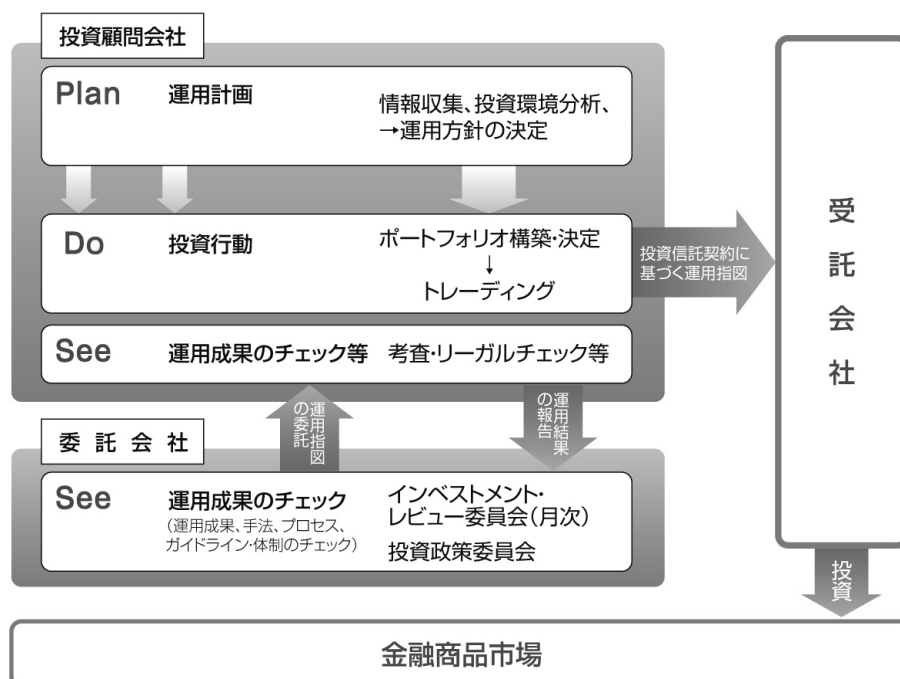 投資顧問会社
Plan 運用計画 情報収集、投資環境分析、
→運用方針の決定
Do 投資行動 ポートフォリオ構築・決定
↓
トレーディング
投資信託契約に
基づく運用指図
See 運用成果のチェック等 考査・リーガルチェック等
運用指図
の委託
運用結果
の報告
委託会社
See 運用成果のチェック インベストメント・
レビュー委員会(月次)
(運用成果、手法、プロセス、
ガイドライン・体制のチェック)
投資政策委員会
受託会社
投資
金融商品市場